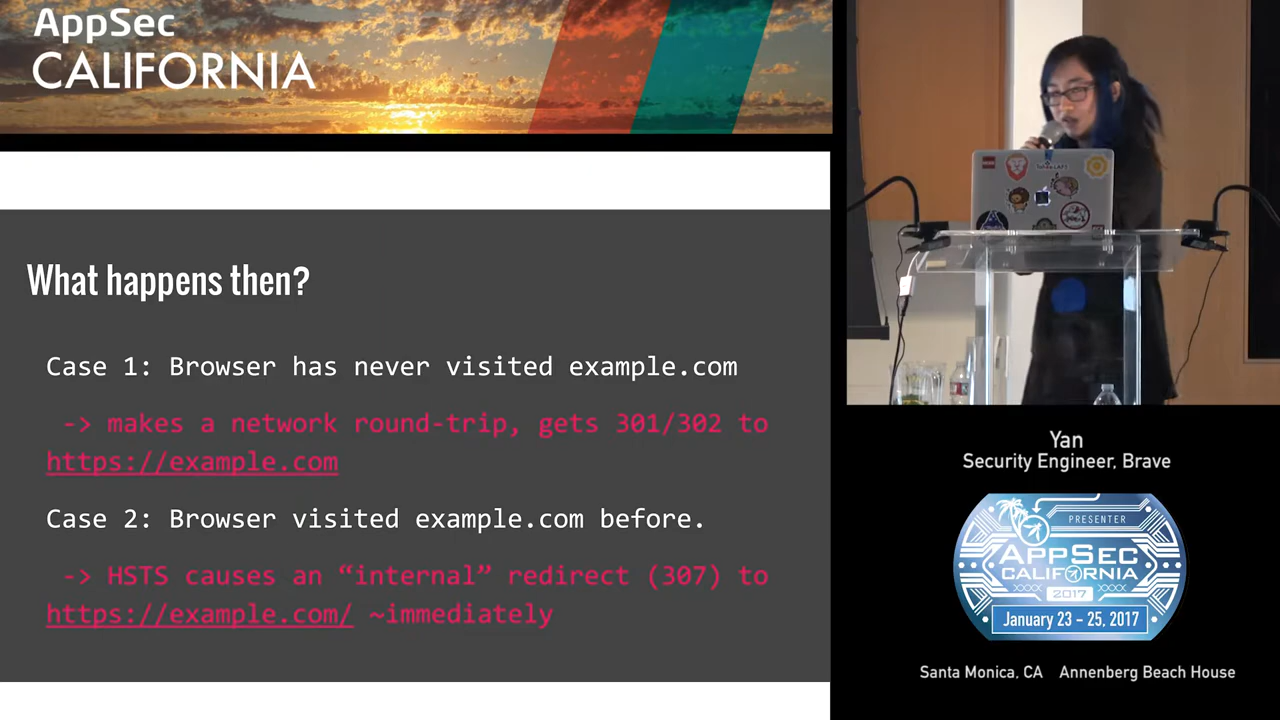 AppSec
CALIFORNIA
What happens then?
Case 1: Browser has never visited example.com
-> makes a network round-trip, gets 301/302 to
https://example.com
Case 2: Browser visited example.com before.
-> HSTS causes an “internal” redirect (307) to
https://example.com/ ~immediately
Yan
Security Engineer, Brave
PRESENTER
APPSEC
CALIFORNIA
2017
January 23 - 25, 2017
Santa Monica, CA Annenberg Beach House